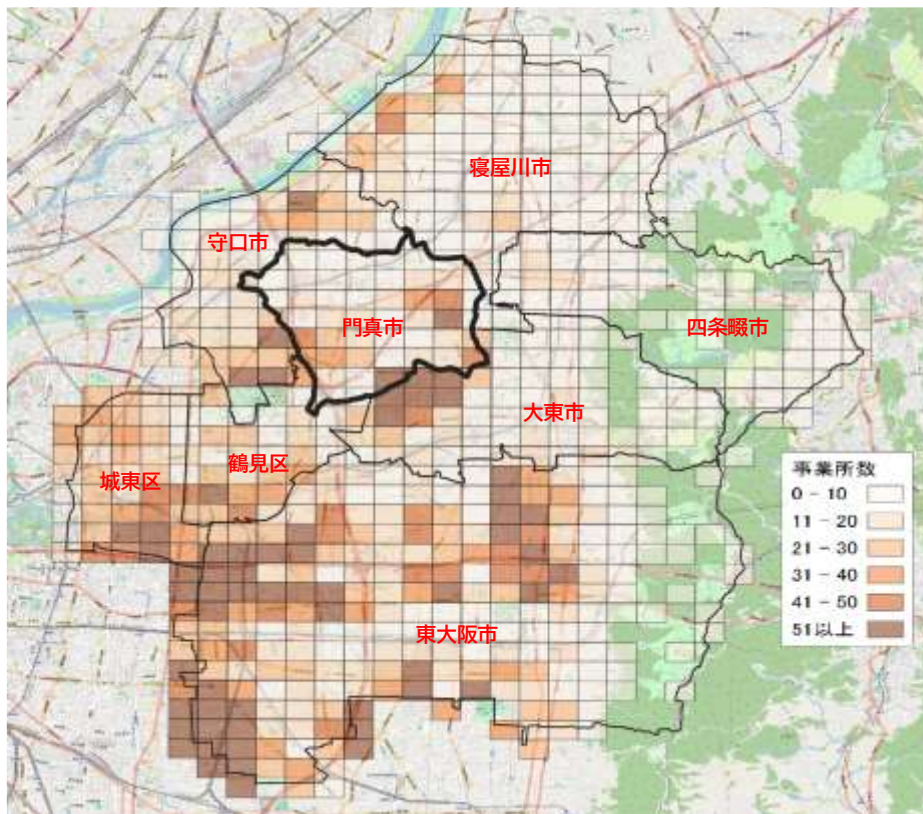 寝屋川市
守口市
門真市
四条畷市
大東市
鶴見区
城東区
東大阪市
事業所数
0 - 10
11 - 20
21 - 30
31 - 40
41 - 50
51以上